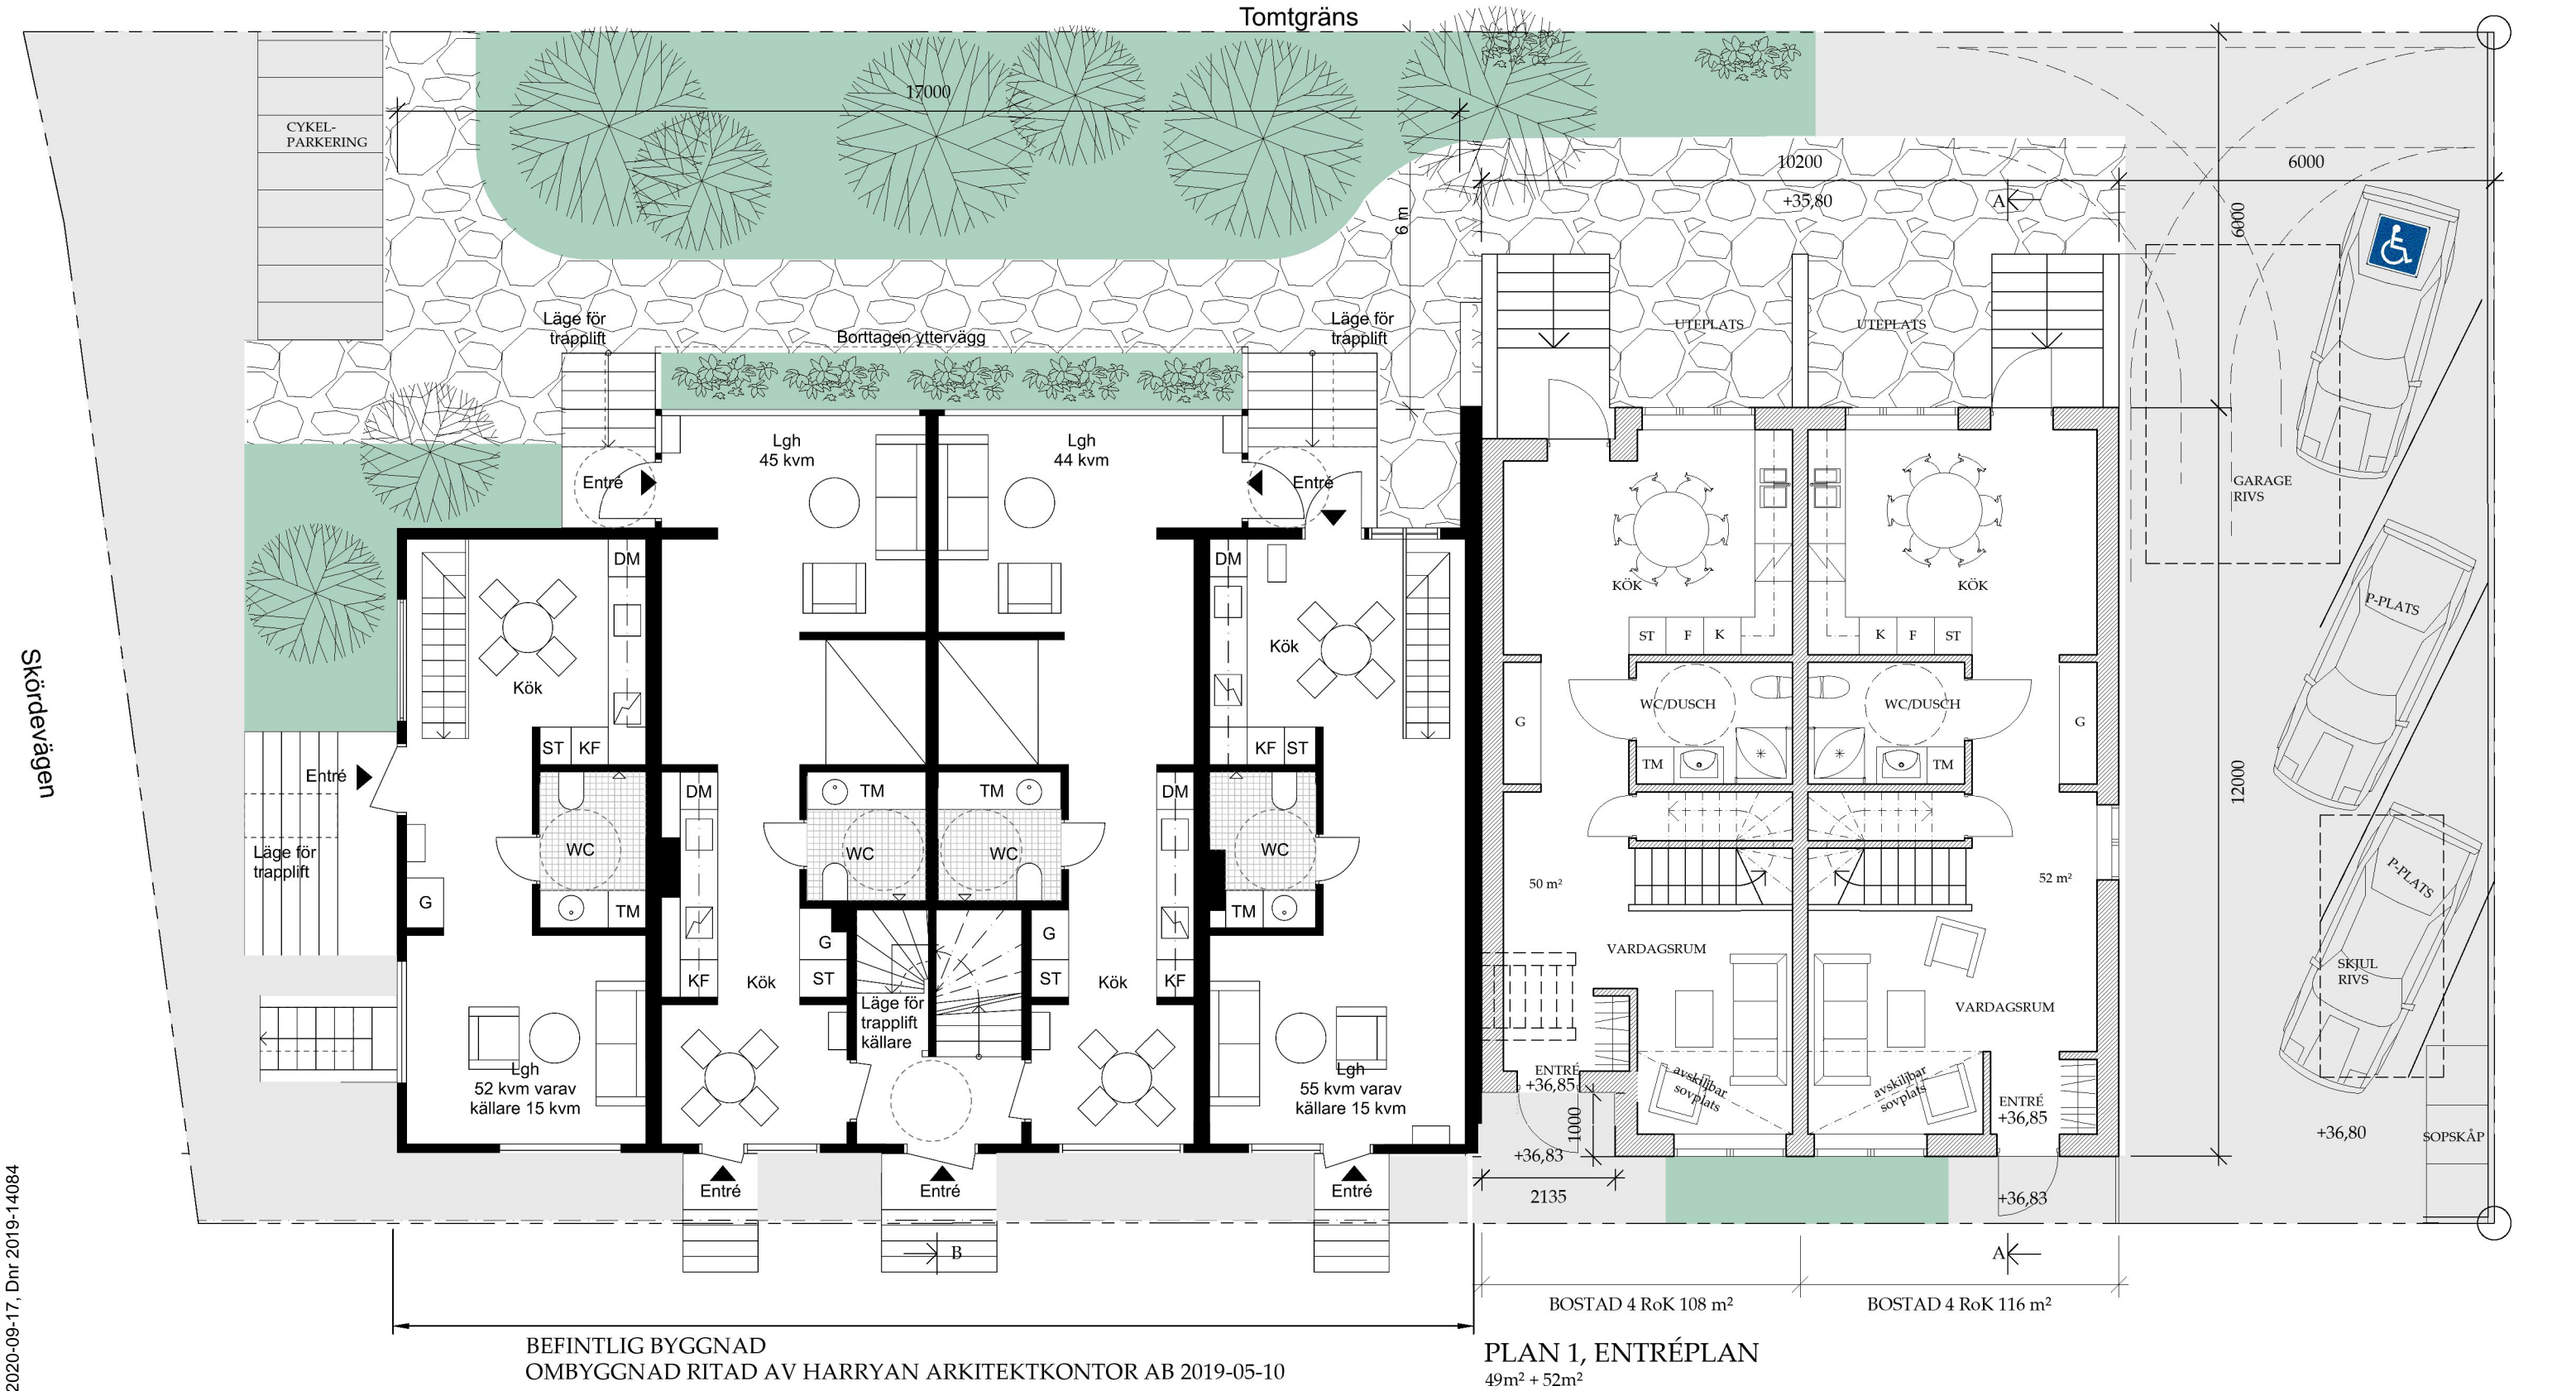 Tomtgräns
17000
CYKEL-
PARKERING
10200
6000
+35,80
A
6 m
6000
Läge för
trapplift
Borttagen yttervägg
Läge för
trapplift
UTEPLATS
UTEPLATS
Lgh
45 kvm
Lgh
44 kvm
Entré
Entré
GARAGE
RIVS
DM
DM
KÖK
KÖK
P-PLATS
ST
F
K
K
F
ST
Kök
Kök
Skördevägen
WC/DUSCH
WC/DUSCH
G
G
ST
KF
KF
ST
TM
TM
Entré
DM
TM
TM
DM
12000
Läge för
trapplift
WC
WC
WC
WC
P-PLATS
50 m²
52 m²
G
TM
TM
G
G
VARDAGSRUM
KF
Kök
ST
ST
Kök
KF
SKJUL
RIVS
Läge för
trapplift
källare
VARDAGSRUM
Lgh
52 kvm varav
källare 15 kvm
Lgh
55 kvm varav
källare 15 kvm
ENTRÉ
+36,85
avskiljbar
sovplats
avskiljbar
sovplats
ENTRÉ
+36,85
1000
+36,80
SOPSKÅP
+36,83
Entré
Entré
Entré
2135
+36,83
B
A
BOSTAD 4 RoK 108 m²
BOSTAD 4 RoK 116 m²
BEFINTLIG BYGGNAD
OMBYGGNAD RITAD AV HARRYAN ARKITEKTKONTOR AB 2019-05-10
PLAN 1, ENTRÉPLAN
49m² + 52m²
2020-09-17, Dnr 2019-14084